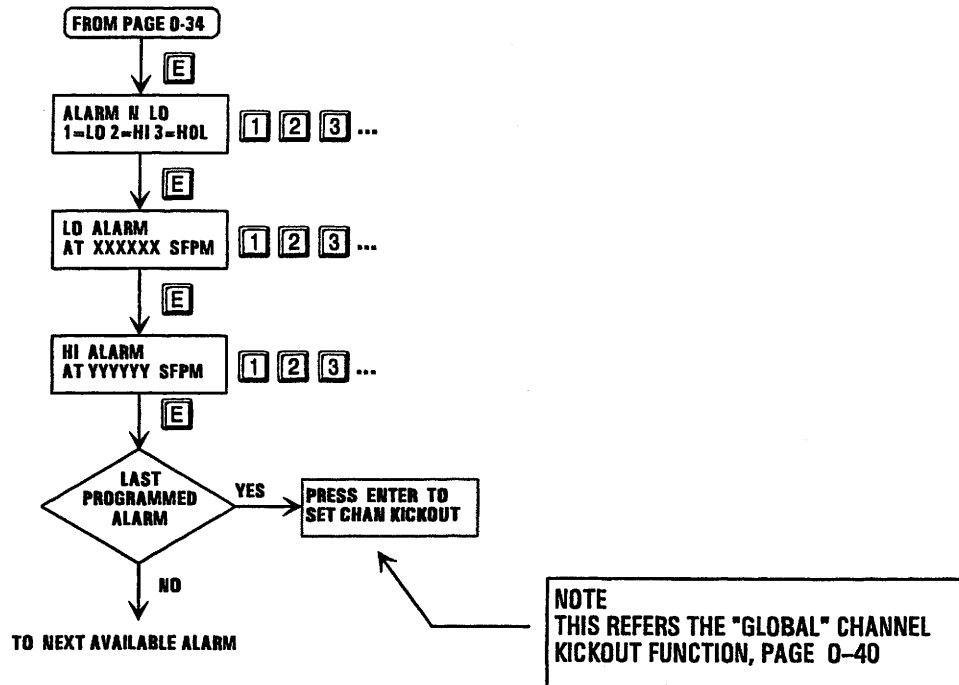 FROM PAGE 0-34
E
ALARM N LO
1=LO 2=HI 3=HOL
1 2 3 ...
E
LO ALARM
AT XXXXXX SFPM
1 2 3 ...
E
HI ALARM
AT YYYYYY SFPM
1 2 3 ...
E
LAST
PROGRAMMED
ALARM
YES
PRESS ENTER TO
SET CHAN KICKOUT
NO
TO NEXT AVAILABLE ALARM
NOTE
THIS REFERS THE "GLOBAL" CHANNEL
KICKOUT FUNCTION, PAGE 0–40